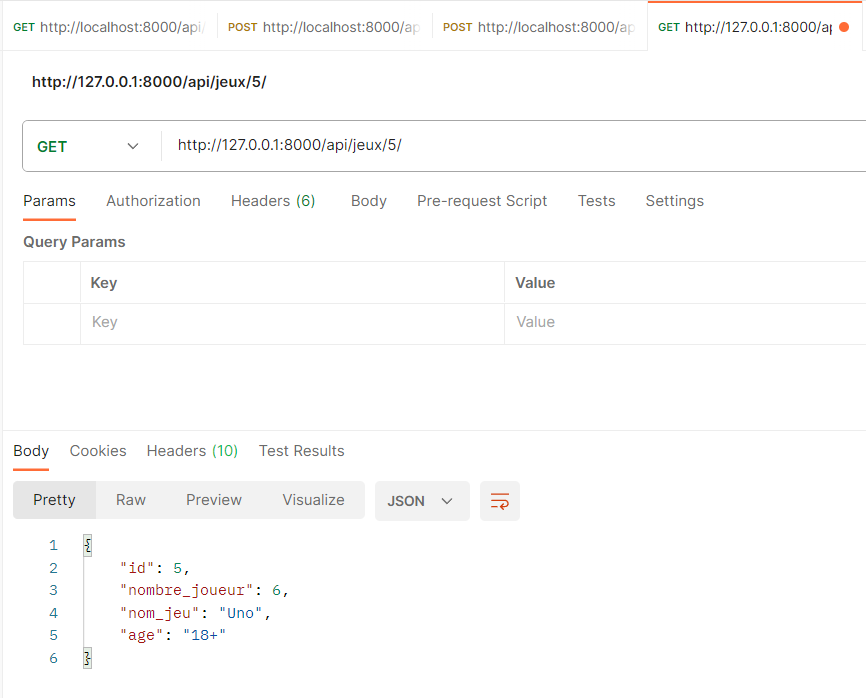 GET http://localhost:8000/api/ POST http://localhost:8000/ap POST http://localhost:8000/ap GET http://127.0.0.1:8000/ap
http://127.0.0.1:8000/api/jeux/5/
GET http://127.0.0.1:8000/api/jeux/5/
Params Authorization Headers (6) Body Pre-request Script Tests Settings
Query Params
Key Value
Key Value
Body Cookies Headers (10) Test Results
Pretty Raw Preview Visualize JSON
1 {
2 "id": 5,
3 "nombre_joueur": 6,
4 "nom_jeu": "Uno",
5 "age": "18+"
6 }